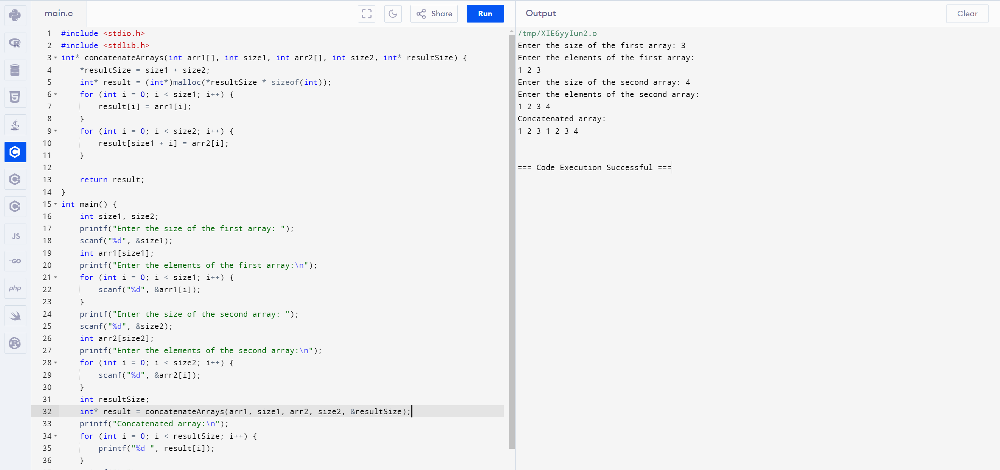 main.c
Share
Run
Output
Clear
1 #include <stdio.h>
2 #include <stdlib.h>
3 int* concatenateArrays(int arr1[], int size1, int arr2[], int size2, int* resultSize) {
4     *resultSize = size1 + size2;
5     int* result = (int*)malloc(*resultSize * sizeof(int));
6     for (int i = 0; i < size1; i++) {
7         result[i] = arr1[i];
8     }
9     for (int i = 0; i < size2; i++) {
10         result[size1 + i] = arr2[i];
11     }
12
13     return result;
14 }
15 int main() {
16     int size1, size2;
17     printf("Enter the size of the first array: ");
18     scanf("%d", &size1);
19     int arr1[size1];
20     printf("Enter the elements of the first array:\n");
21     for (int i = 0; i < size1; i++) {
22         scanf("%d", &arr1[i]);
23     }
24     printf("Enter the size of the second array: ");
25     scanf("%d", &size2);
26     int arr2[size2];
27     printf("Enter the elements of the second array:\n");
28     for (int i = 0; i < size2; i++) {
29         scanf("%d", &arr2[i]);
30     }
31     int resultSize;
32     int* result = concatenateArrays(arr1, size1, arr2, size2, &resultSize);
33     printf("Concatenated array:\n");
34     for (int i = 0; i < resultSize; i++) {
35         printf("%d ", result[i]);
36     }
/tmp/XIE6yyIun2.o
Enter the size of the first array: 3
Enter the elements of the first array:
1 2 3
Enter the size of the second array: 4
Enter the elements of the second array:
1 2 3 4
Concatenated array:
1 2 3 1 2 3 4
=== Code Execution Successful ===
R
5
C
C
C
JS
GO
php
R